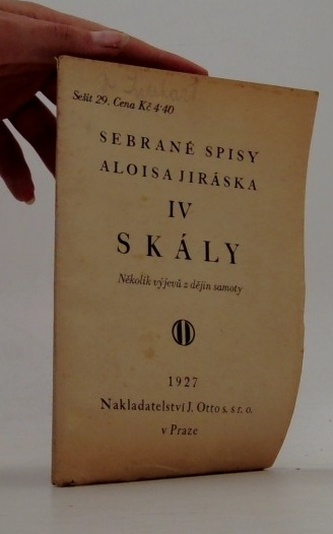 Sešit 29. Cena Kč 4·40
SEBRANÉ SPISY
ALOISA JIRÁSKA
IV
SKÁLY
Několik výjevů z dějin samoty
1927
Nakladatelství J. Otto s. s r. o.
v Praze